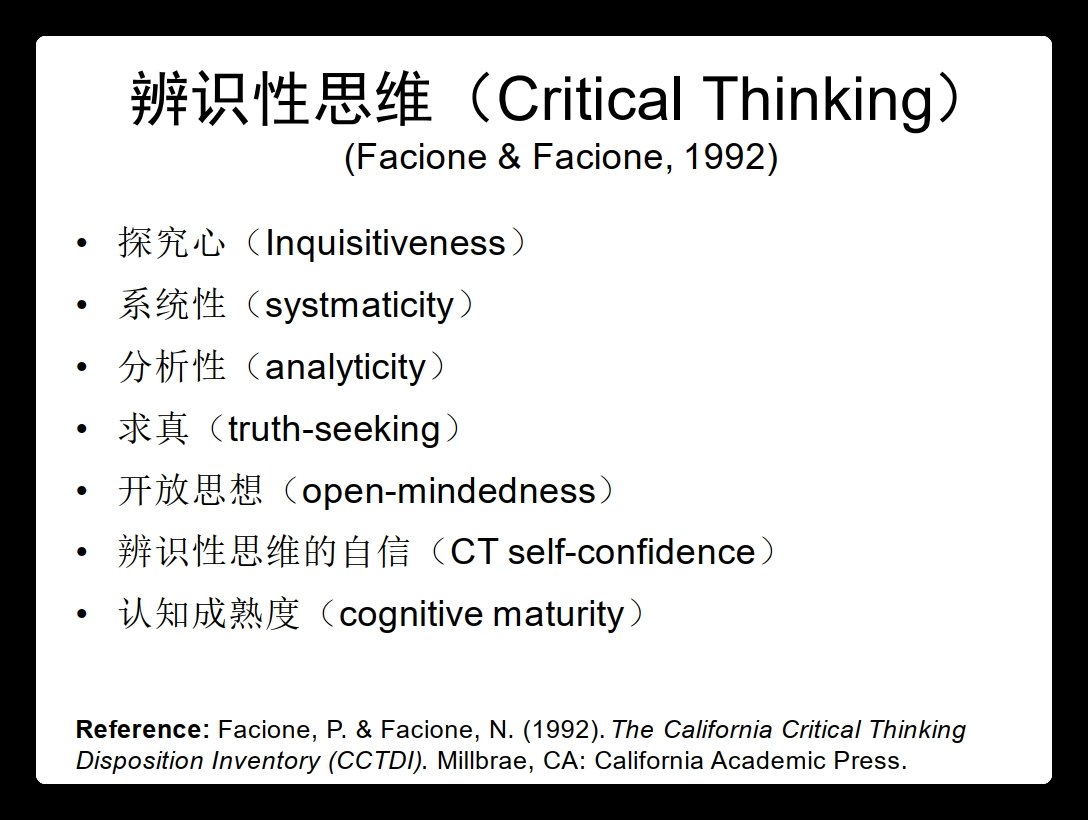 辨识性思维（Critical Thinking）
(Facione & Facione, 1992)
• 探究心（Inquisitiveness）
• 系统性（systmaticity）
• 分析性（analyticity）
• 求真（truth-seeking）
• 开放思想（open-mindedness）
• 辨识性思维的自信（CT self-confidence）
• 认知成熟度（cognitive maturity）
Reference: Facione, P. & Facione, N. (1992). The California Critical Thinking
Disposition Inventory (CCTDI). Millbrae, CA: California Academic Press.